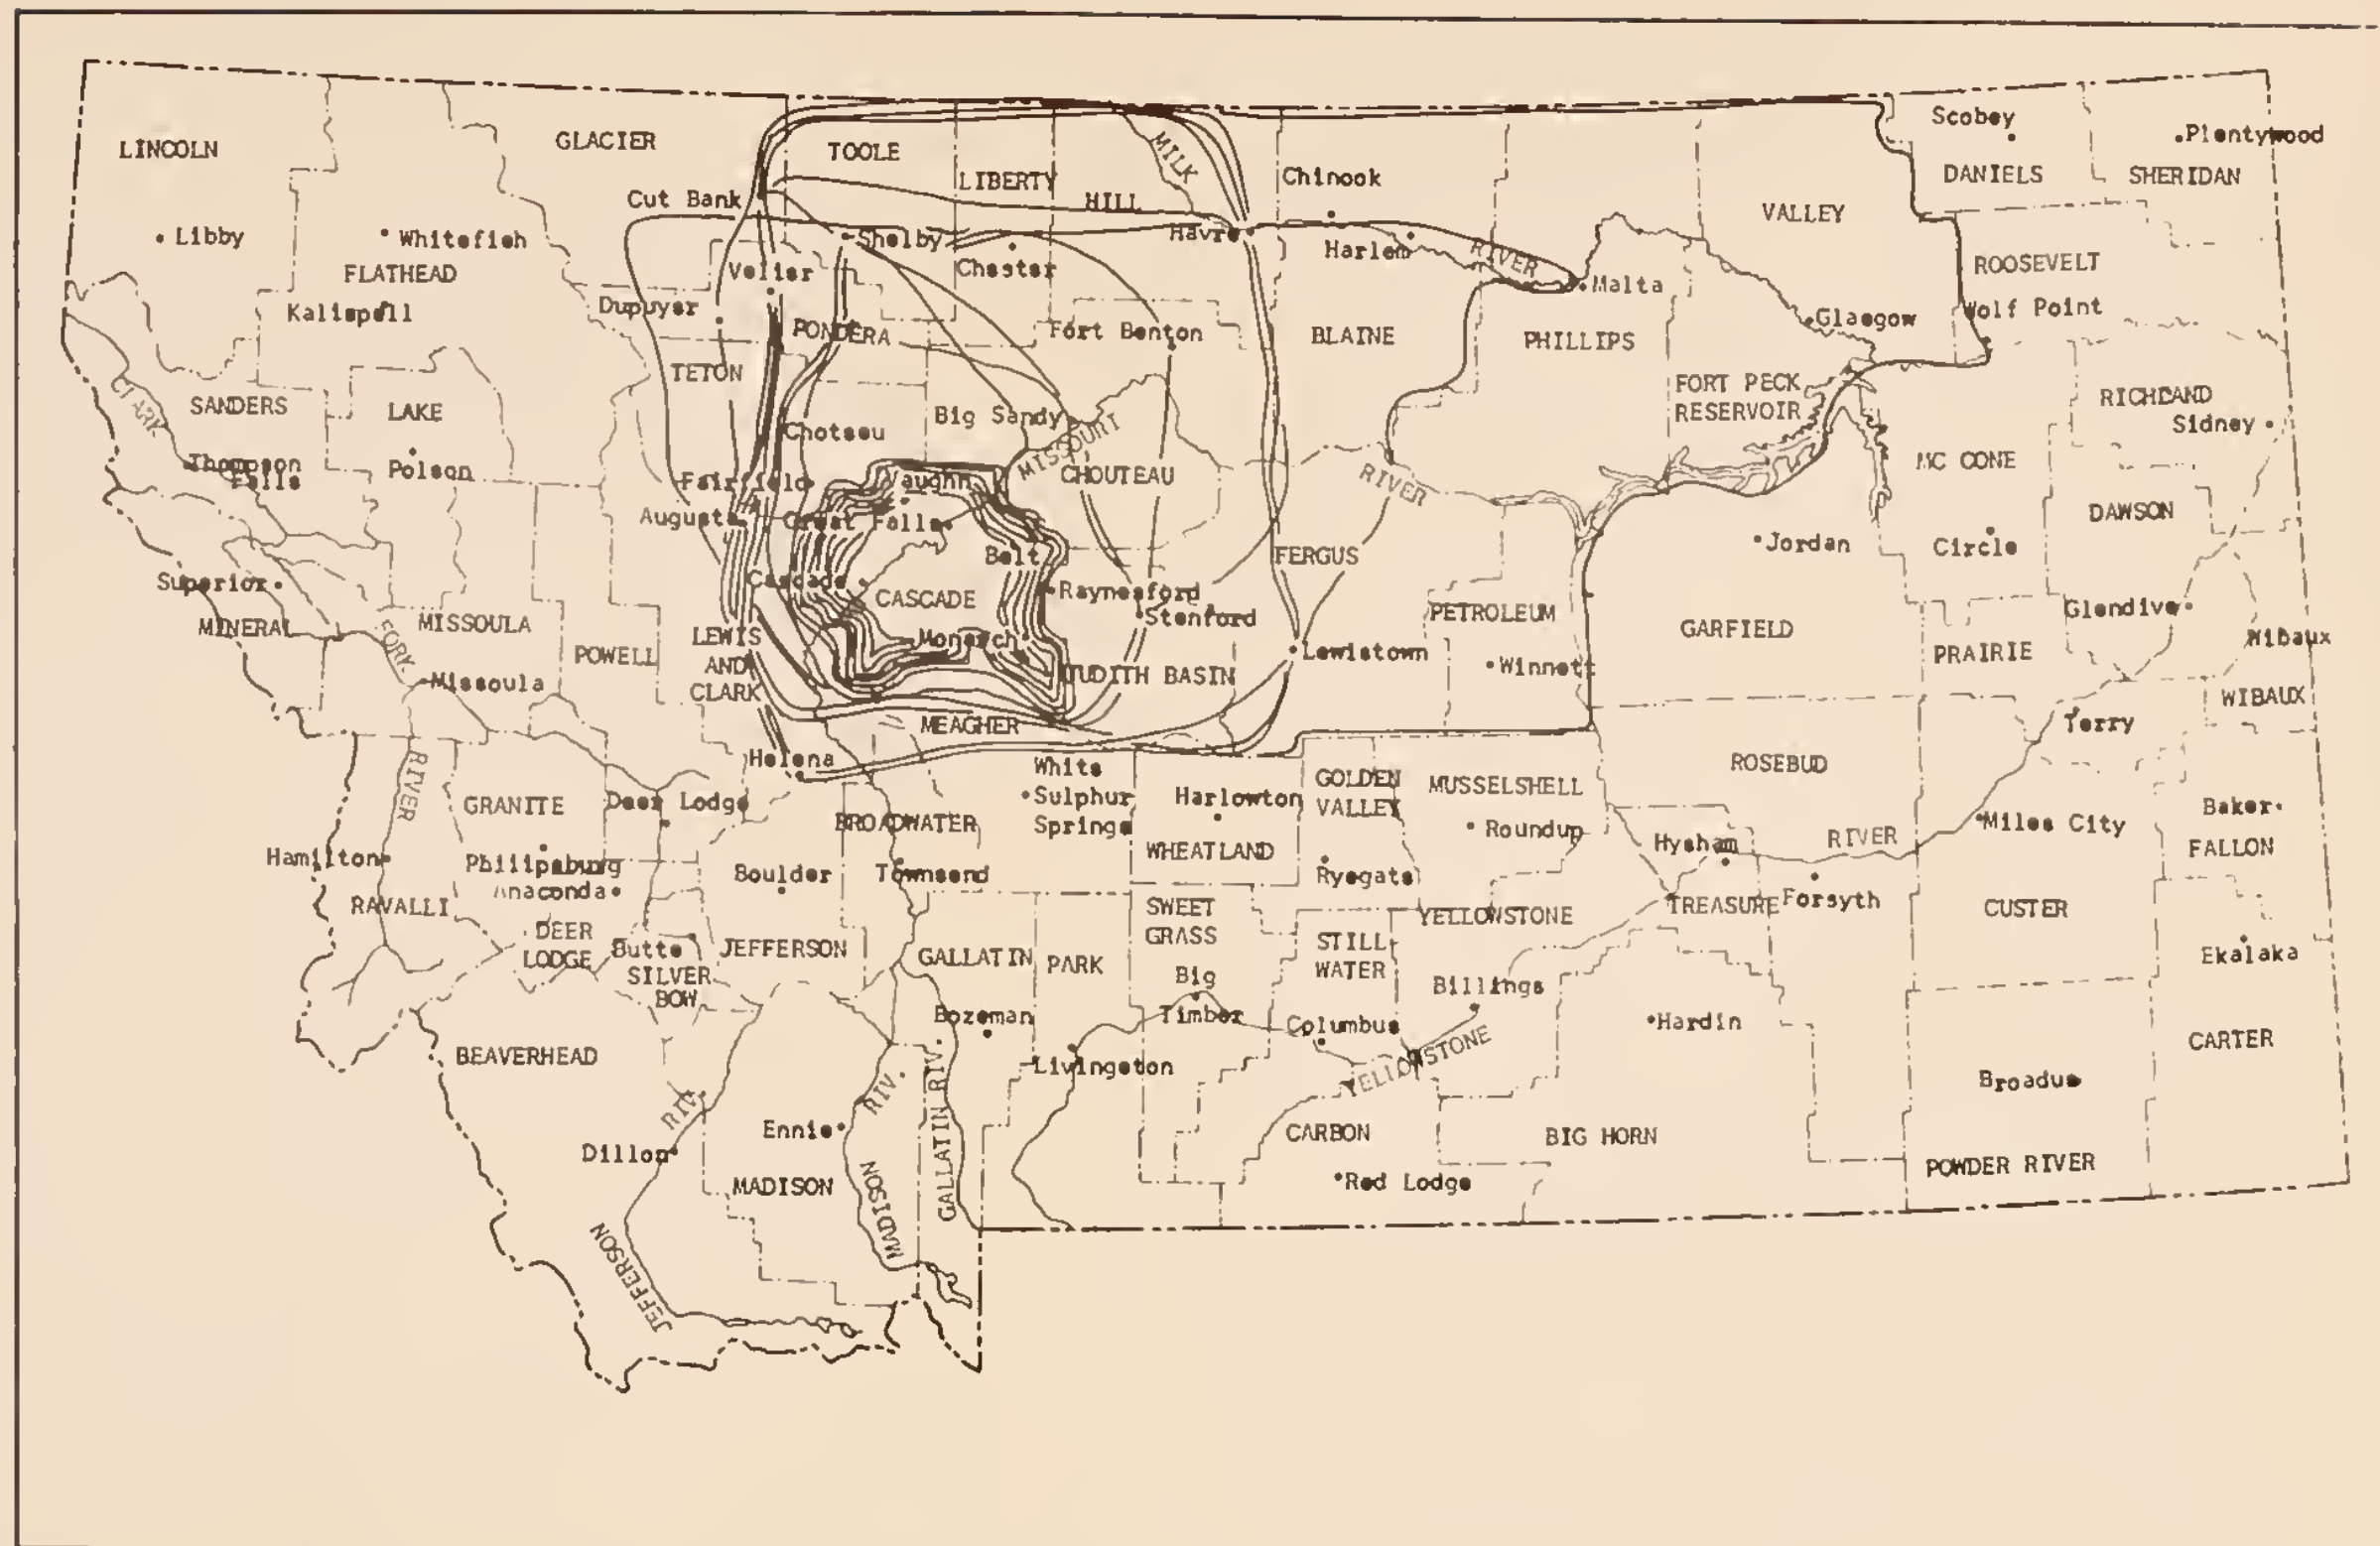 Scobey
Plentywood
LINCOLN
GLACIER
TOOLE
MILK
LIBERTY
Chinook
DANIELS
SHERIDAN
Cut Bank
HILL
VALLEY
Libby
Whitefish
Shelby
Havre
Harlem
RIVER
FLATHEAD
Valier
Chester
ROOSEVELT
Malta
Kalispell
Dupuyer
PONDERA
Fort Benton
BLAINE
PHILLIPS
Glasgow
Wolf Point
TETON
CLARK
SANDERS
LAKE
Big Sandy
FORT PECK
RESERVOIR
RICHLAND
Sidney
Choteau
MISSOURI
Thompson
Falls
Polson
Fairfield
Vaughn
CHOUTEAU
RIVER
MC CONE
Augusta
Great Falls
DAWSON
Belt
FERGUS
Jordan
Circle
Superior
Cascade
CASCADE
Raynesford
Stanford
PETROLEUM
GARFIELD
Glendive
MINERAL
FORK
MISSOULA
POWELL
LEWIS
AND
CLARK
Monarch
Lewistown
Winnett
PRAIRIE
Wibaux
Missoula
JUDITH BASIN
WIBAUX
MEAGHER
Terry
Helena
White
Sulphur
Springs
GOLDEN
VALLEY
MUSSELSHELL
ROSEBUD
RIVER
GRANITE
Deer Lodge
BROADWATER
Harlowton
Roundup
Miles City
Baker
Hamilton
Philipsburg
WHEATLAND
Hysham
RIVER
FALLON
Anaconda
Boulder
Townsend
Ryegate
RAVALLI
SWEET
GRASS
YELLOWSTONE
TREASURE
Forsyth
CUSTER
DEER
LODGE
Butte
JEFFERSON
GALLATIN
PARK
STILL
WATER
Ekalaka
SILVER
BOW
Big
Timber
Billings
Bozeman
Columbus
Hardin
BEAVERHEAD
Livingston
YELLOWSTONE
CARTER
RIV.
RIV.
GALLATIN RIV.
Broadus
Ennis
CARBON
BIG HORN
Dillon
MADISON
MADISON
Red Lodge
POWDER RIVER
JEFFERSON